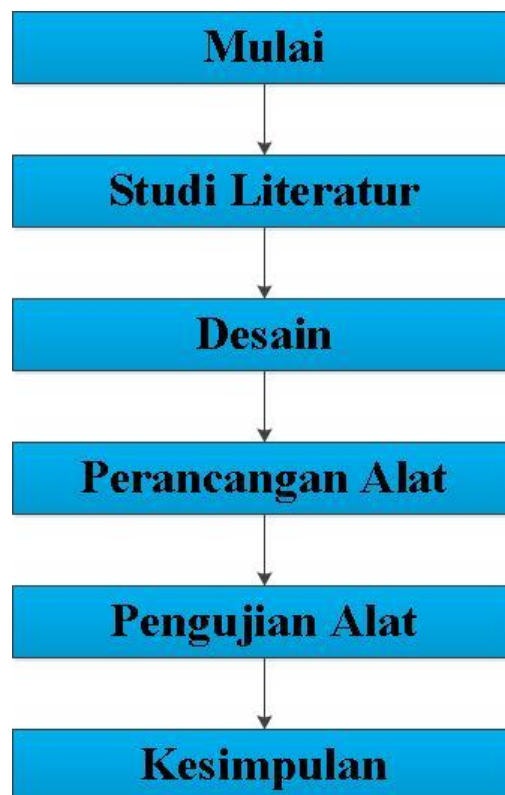 Mulai
Studi Literatur
Desain
Perancangan Alat
Pengujian Alat
Kesimpulan